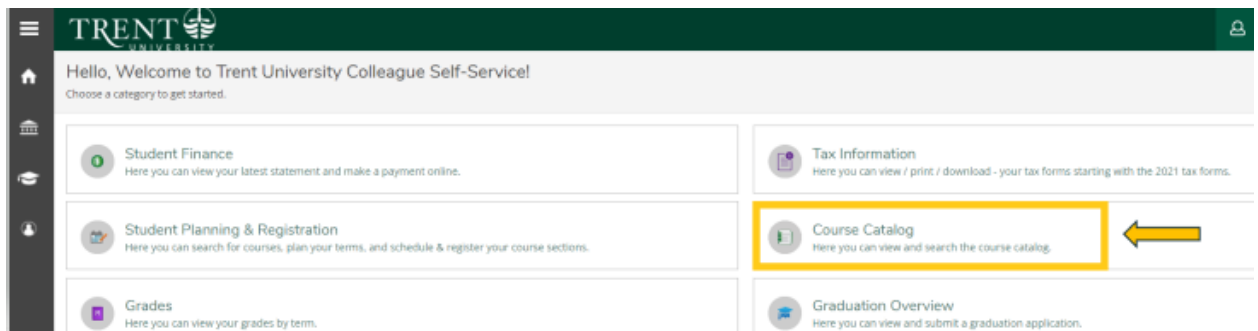 TRENT
UNIVERSITY
Hello, Welcome to Trent University Colleague Self-Service!
Choose a category to get started.
Student Finance
Here you can view your latest statement and make a payment online.
Tax Information
Here you can view / print / download - your tax forms starting with the 2021 tax forms.
Student Planning & Registration
Here you can search for courses, plan your terms, and schedule & register your course sections.
Course Catalog
Here you can view and search the course catalog.
Grades
Here you can view your grades by term.
Graduation Overview
Here you can view and submit a graduation application.